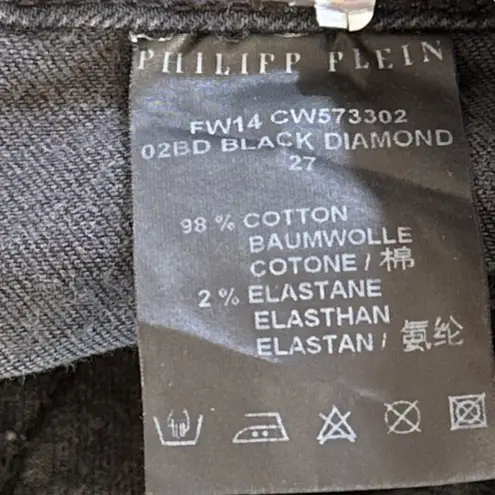 PHILIPP PLEIN
FW14 CW573302
02BD BLACK DIAMOND
27
98 % COTTON
BAUMWOLLE
COTONE / 棉
2 % ELASTANE
ELASTHAN
ELASTAN / 氨纶